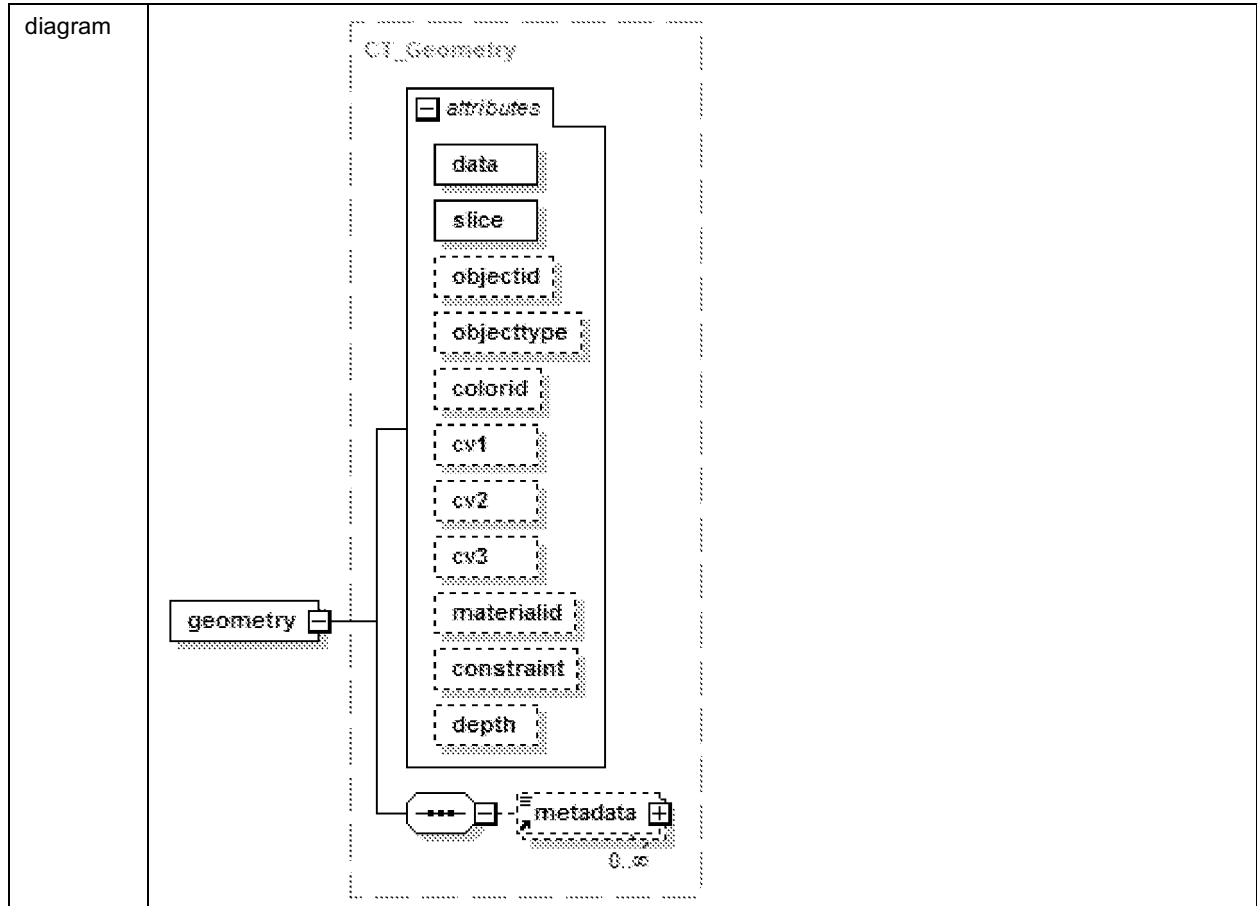 diagram
CT_Geometry
attributes
data
slice
objectid
objecttype
colorid
cv1
cv2
cv3
materialid
constraint
depth
geometry
metadata
0..∞